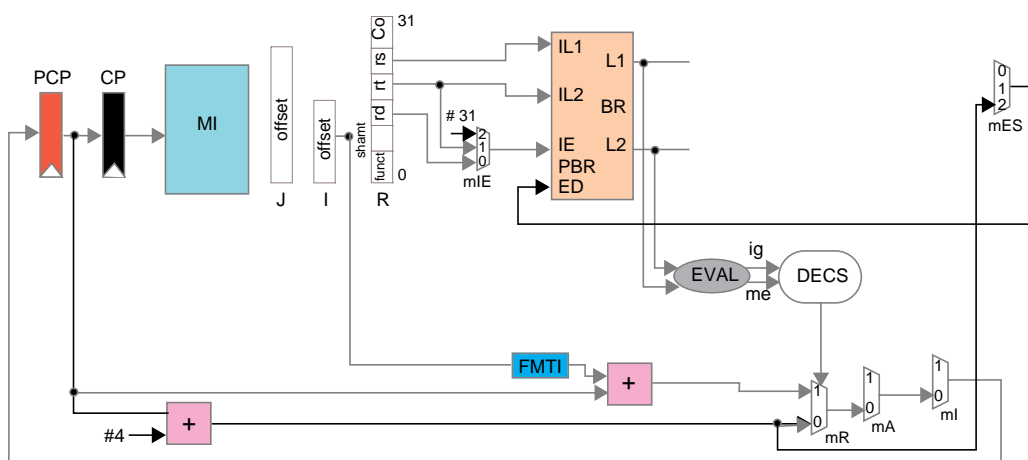 PCP
CP
MI
offset
J
offset
I
31
Co
rs
rt
rd
shamt
funct
0
R
# 31
2
1
0
mIE
IL1
IL2
IE
PBR
ED
L1
BR
L2
0
1
2
mES
EVAL
ig
me
DECS
FMTI
+
#4
+
1
0
mR
1
0
mA
1
0
mI